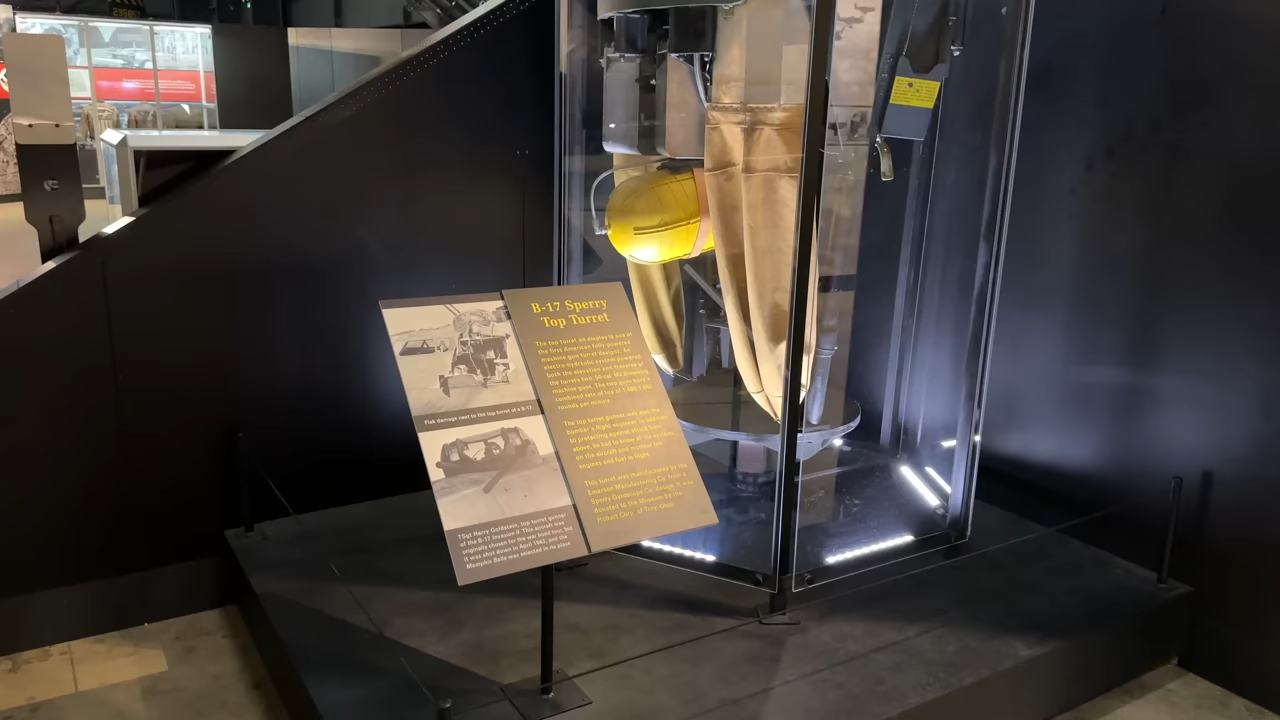 B-17 Sperry
Top Turret
The top turret on display is one of
the first American fully-powered
machine gun turret designs. An
electro-hydraulic system powered
both the elevation and traverse of
the turret's two .50-cal. M2 Browning
machine guns. The two guns had a
combined rate of fire of
rounds per minute.
The top turret gunner was also the
bomber's flight engineer. In addition
to protecting against attack from
above, he had to know all the systems
on the aircraft and monitor the
engines and fuel in flight.
This turret was manufactured by the
Emerson Manufacturing Co. from a
Sperry Gyroscope Co. design. It was
donated to the Museum by the
Hobart Corp. of Troy, Ohio.
Flak damage next to the top turret of a B-17.
TSgt Harry Goldstein, top turret gunner
of the B-17 Invasion II. This aircraft was
originally chosen for the war bond tour, but
it was shot down in April 1943, and the
Memphis Belle was selected in its place